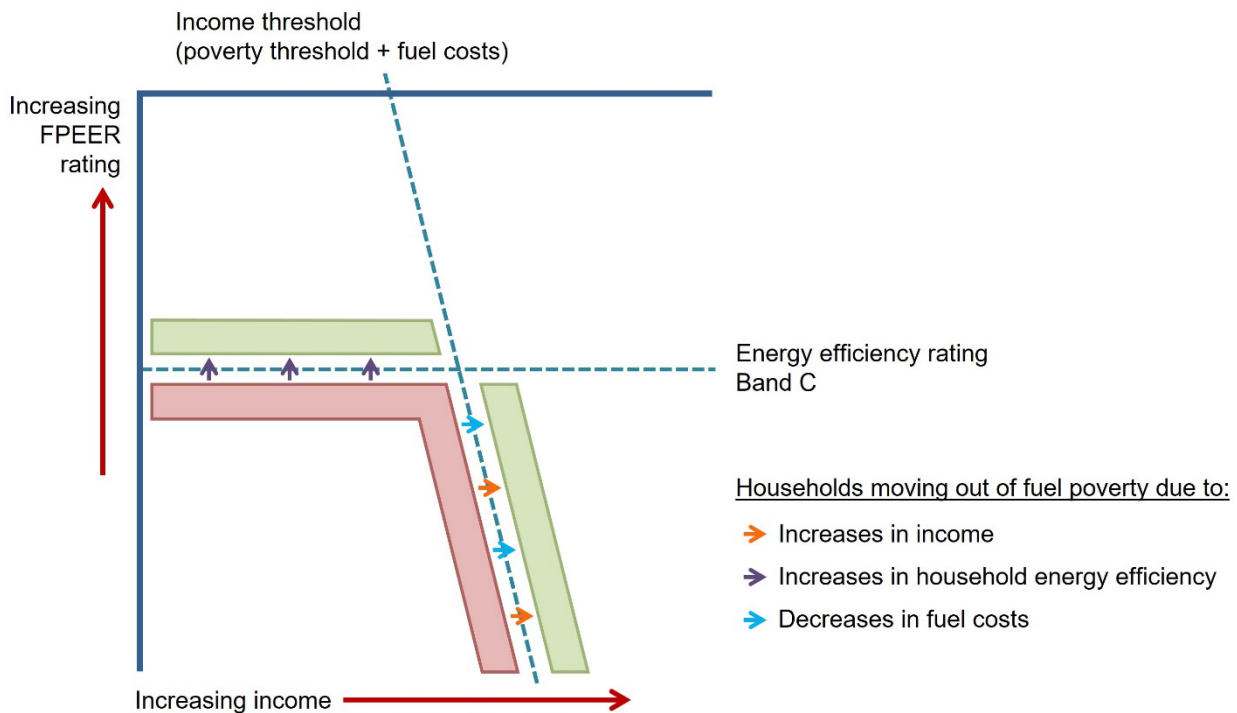 Income threshold
(poverty threshold + fuel costs)
Increasing
FPEER
rating
Energy efficiency rating
Band C
Households moving out of fuel poverty due to:
Increases in income
Increases in household energy efficiency
Decreases in fuel costs
Increasing income